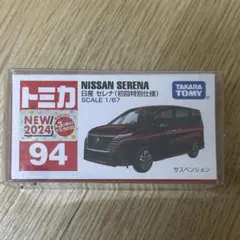 トミカ
NISSAN SERENA
日産 セレナ(初回特別仕様)
SCALE 1/67
TAKARA
TOMY
NEW!
2024
94
サスペンション